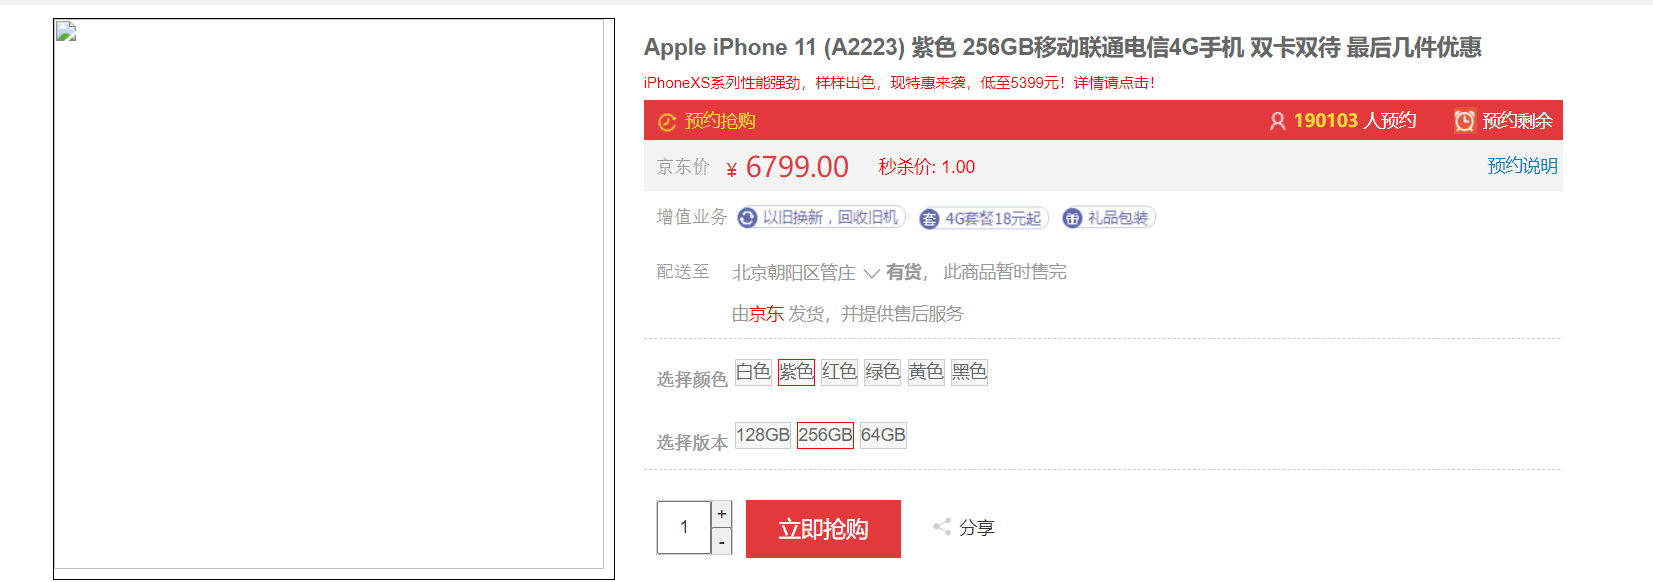 Apple iPhone 11 (A2223) 紫色 256GB移动联通电信4G手机 双卡双待 最后几件优惠
iPhoneXS系列性能强劲，样样出色，现特惠来袭，低至5399元！详情请点击！
预约抢购 190103 人预约 预约剩余
京东价 ¥ 6799.00 秒杀价: 1.00 预约说明
增值业务 以旧换新，回收旧机 套 4G套餐18元起 礼品包装
配送至 北京朝阳区管庄 有货， 此商品暂时售完
由京东 发货，并提供售后服务
选择颜色 白色 紫色 红色 绿色 黄色 黑色
选择版本 128GB 256GB 64GB
1 + - 立即抢购 分享